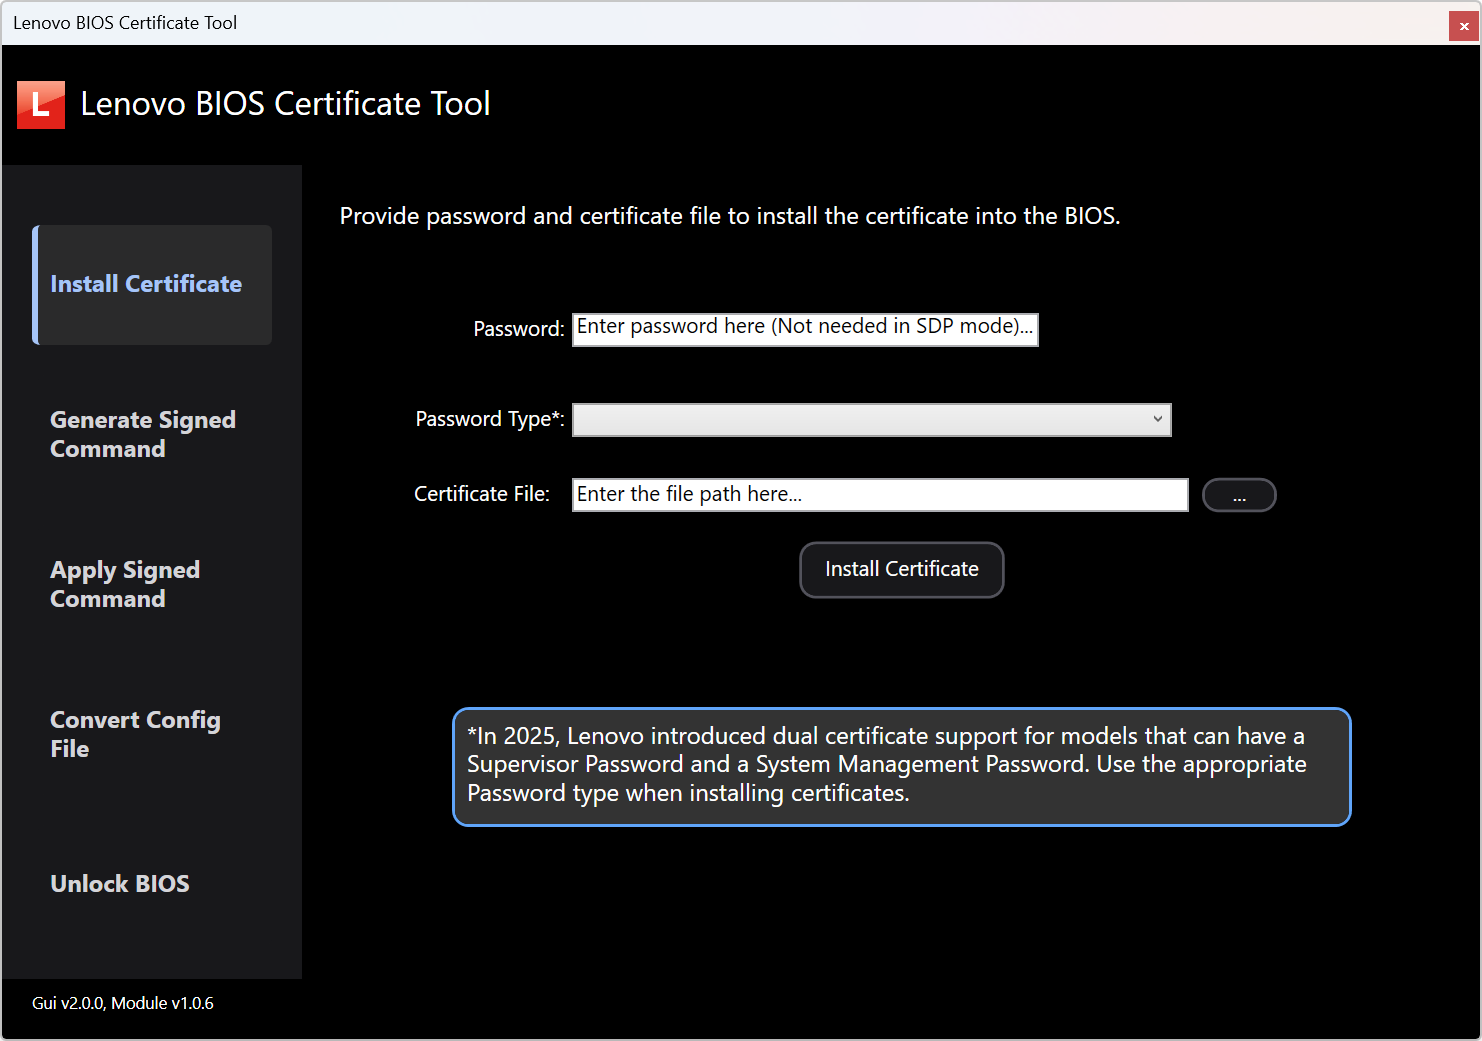 Lenovo BIOS Certificate Tool
x
L
Lenovo BIOS Certificate Tool
Install Certificate
Generate Signed
Command
Apply Signed
Command
Convert Config
File
Unlock BIOS
Provide password and certificate file to install the certificate into the BIOS.
Password: Enter password here (Not needed in SDP mode)...
Password Type*:
Certificate File: Enter the file path here... ...
Install Certificate
*In 2025, Lenovo introduced dual certificate support for models that can have a
Supervisor Password and a System Management Password. Use the appropriate
Password type when installing certificates.
Gui v2.0.0, Module v1.0.6